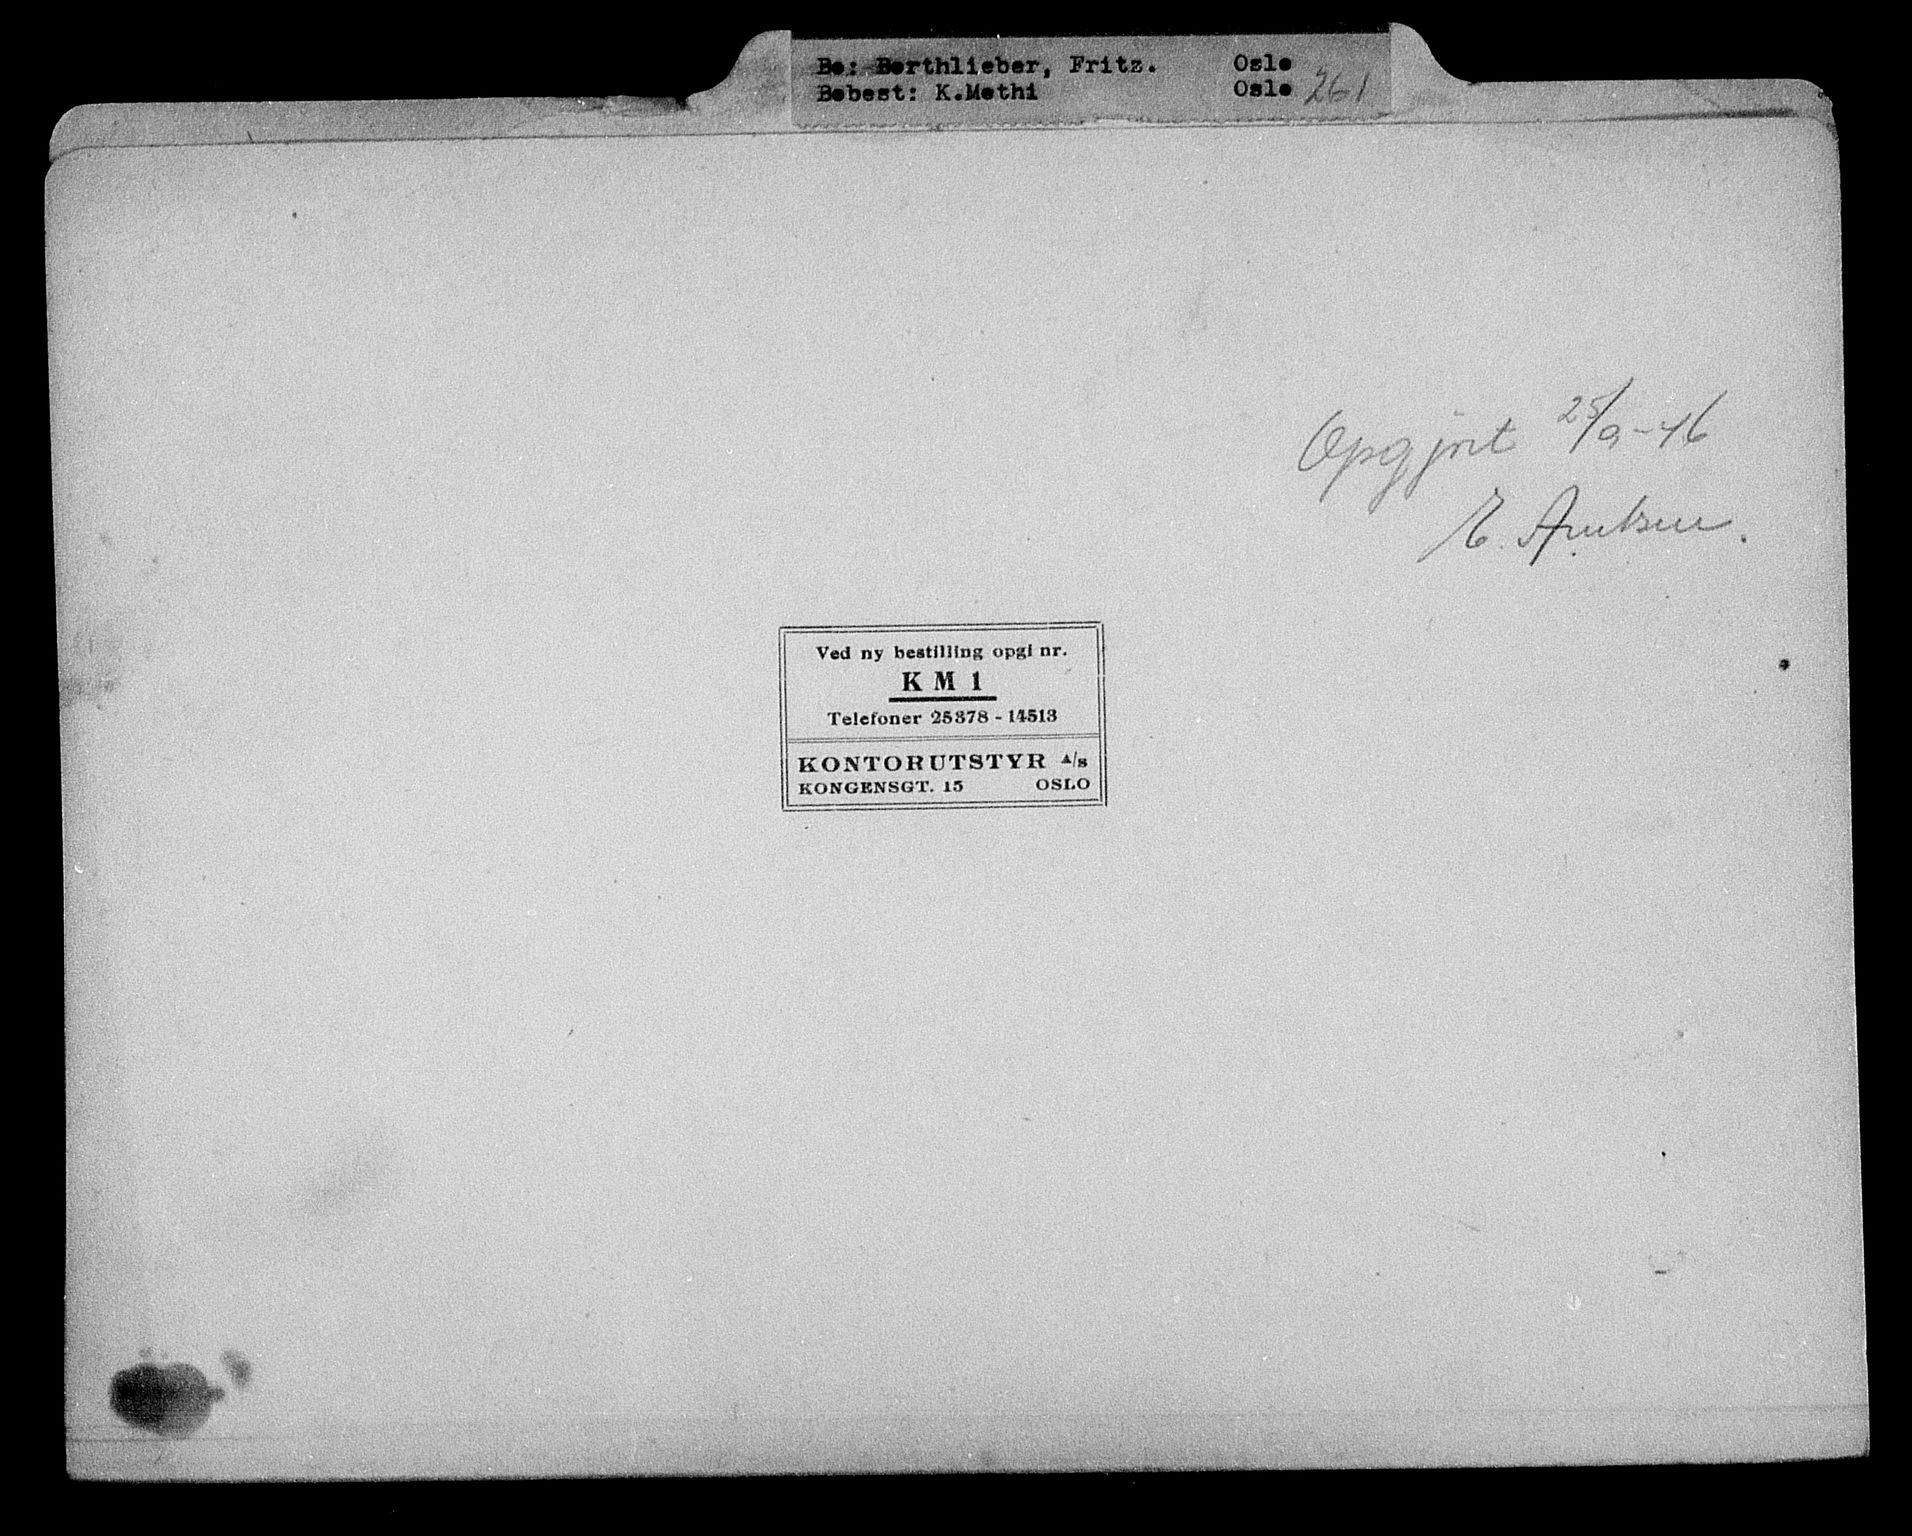 Bo: Berthlieber, Fritz. Oslo
Bobest: K.Methi Oslo 261
Opgjort 25/9-46
E. Arntsen.
Ved ny bestilling opgi nr.
K M 1
Telefoner 25378 - 14513
KONTORUTSTYR A/s
KONGENSGT. 15 OSLO